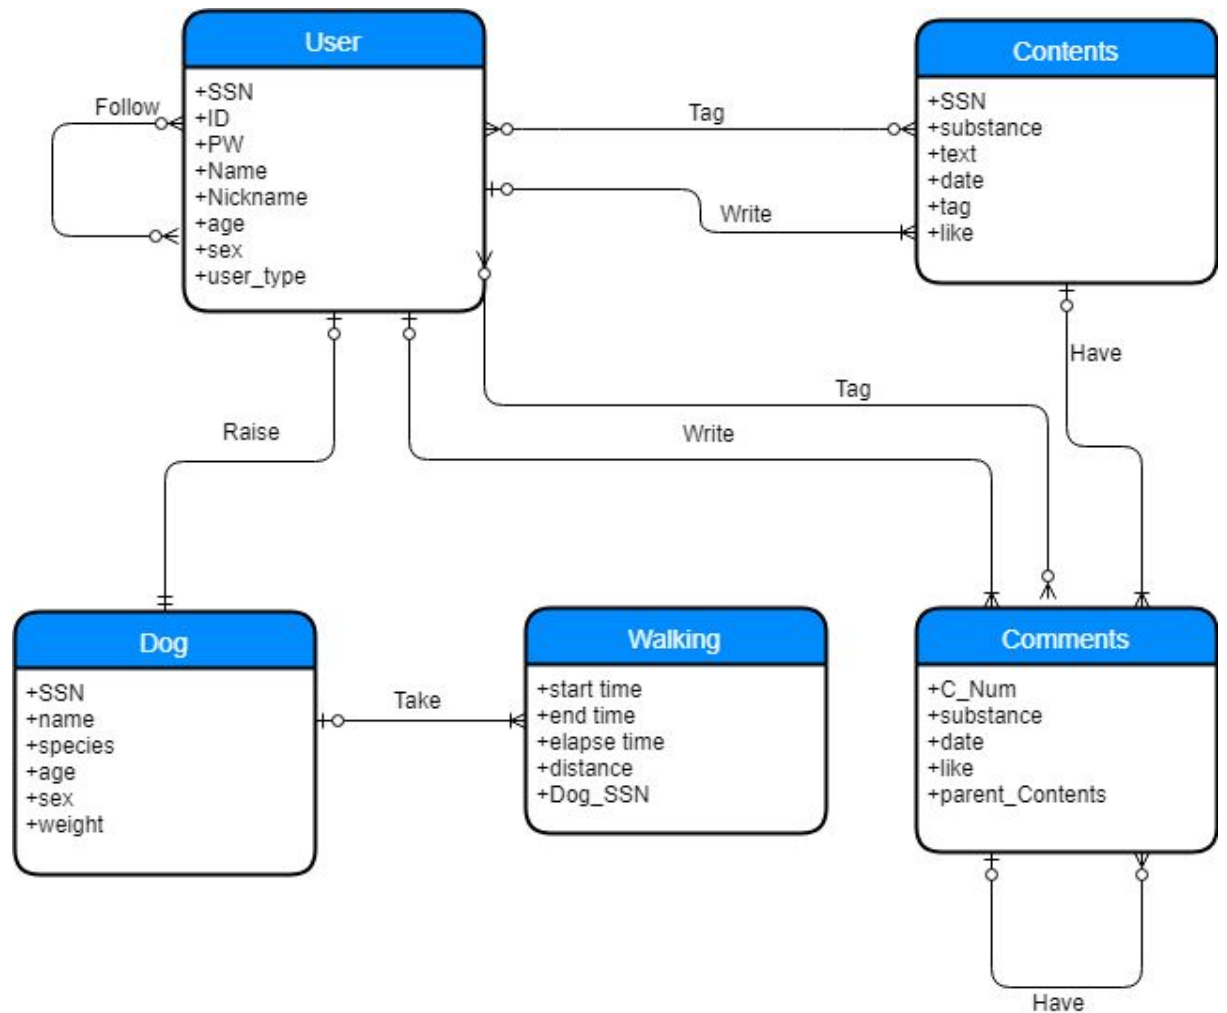 User
+SSN
+ID
+PW
+Name
+Nickname
+age
+sex
+user_type
Follow
Tag
Write
Contents
+SSN
+substance
+text
+date
+tag
+like
Have
Tag
Write
Raise
Dog
+SSN
+name
+species
+age
+sex
+weight
Take
Walking
+start time
+end time
+elapse time
+distance
+Dog_SSN
Comments
+C_Num
+substance
+date
+like
+parent_Contents
Have